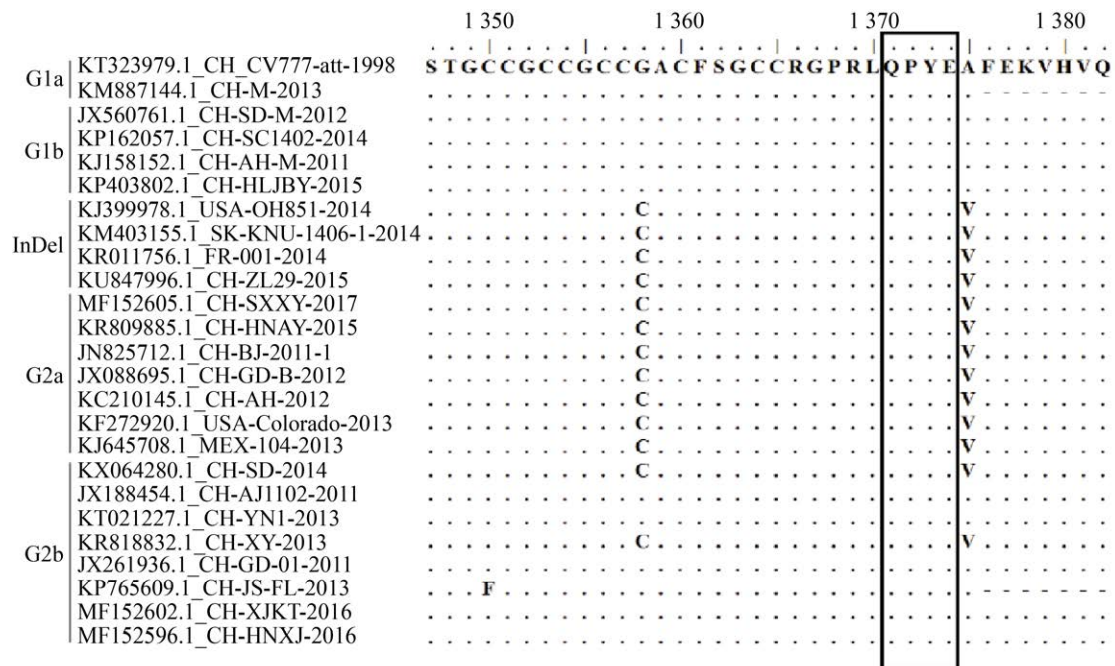 1 350 1 360 1 370 1 380
G1a
KT323979.1_CH_CV777-att-1998 STGCCGCCGCCGACFSGCCRGPRLQPYEAFEKVHVQ
KM887144.1_CH-M-2013 .............................-------
G1b
JX560761.1_CH-SD-M-2012 ....................................
KP162057.1_CH-SC1402-2014 ....................................
KJ158152.1_CH-AH-M-2011 ....................................
KP403802.1_CH-HLJBY-2015 ....................................
InDel
KJ399978.1_USA-OH851-2014 ...........C................V.......
KM403155.1_SK-KNU-1406-1-2014 ...........C................V.......
KR011756.1_FR-001-2014 ...........C................V.......
KU847996.1_CH-ZL29-2015 ...........C................V.......
G2a
MF152605.1_CH-SXXY-2017 ...........C................V.......
KR809885.1_CH-HNAY-2015 ...........C................V.......
JN825712.1_CH-BJ-2011-1 ...........C................V.......
JX088695.1_CH-GD-B-2012 ...........C................V.......
KC210145.1_CH-AH-2012 ...........C................V.......
KF272920.1_USA-Colorado-2013 ...........C................V.......
KJ645708.1_MEX-104-2013 ...........C................V.......
G2b
KX064280.1_CH-SD-2014 ...........C................V.......
JX188454.1_CH-AJ1102-2011 ....................................
KT021227.1_CH-YN1-2013 ....................................
KR818832.1_CH-XY-2013 ...........C................V.......
JX261936.1_CH-GD-01-2011 ....................................
KP765609.1_CH-JS-FL-2013 ...F.........................-------
MF152602.1_CH-XJKT-2016 ....................................
MF152596.1_CH-HNXJ-2016 ....................................